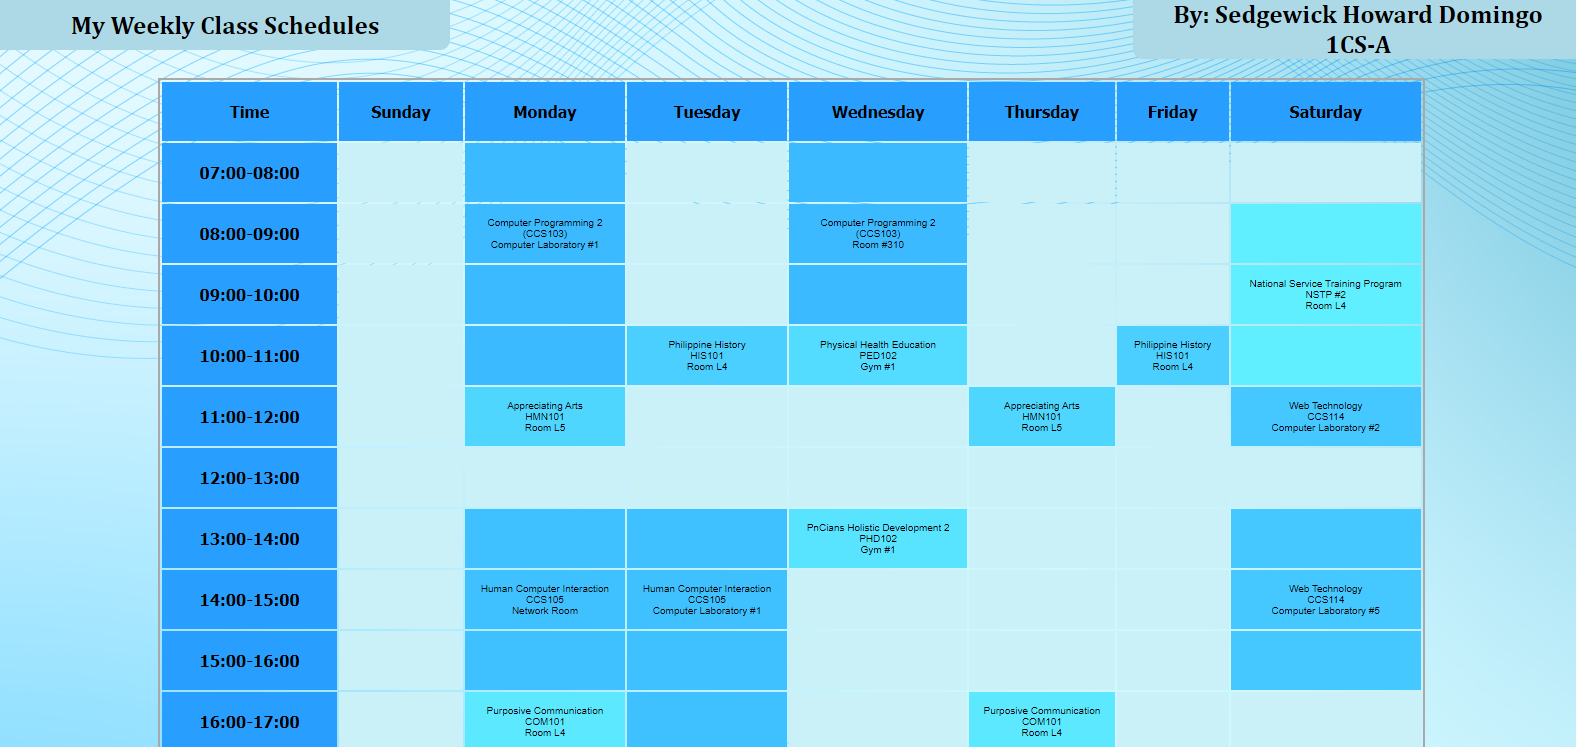 My Weekly Class Schedules
By: Sedgewick Howard Domingo
1CS-A
Time Sunday Monday Tuesday Wednesday Thursday Friday Saturday
07:00-08:00
08:00-09:00
Computer Programming 2
(CCS103)
Computer Laboratory #1
Computer Programming 2
(CCS103)
Room #310
09:00-10:00
National Service Training Program
NSTP #2
Room L4
10:00-11:00
Philippine History
HIS101
Room L4
Physical Health Education
PED102
Gym #1
Philippine History
HIS101
Room L4
11:00-12:00
Appreciating Arts
HMN101
Room L5
Appreciating Arts
HMN101
Room L5
Web Technology
CCS114
Computer Laboratory #2
12:00-13:00
13:00-14:00
PnCians Holistic Development 2
PHD102
Gym #1
14:00-15:00
Human Computer Interaction
CCS105
Network Room
Human Computer Interaction
CCS105
Computer Laboratory #1
Web Technology
CCS114
Computer Laboratory #5
15:00-16:00
16:00-17:00
Purposive Communication
COM101
Room L4
Purposive Communication
COM101
Room L4